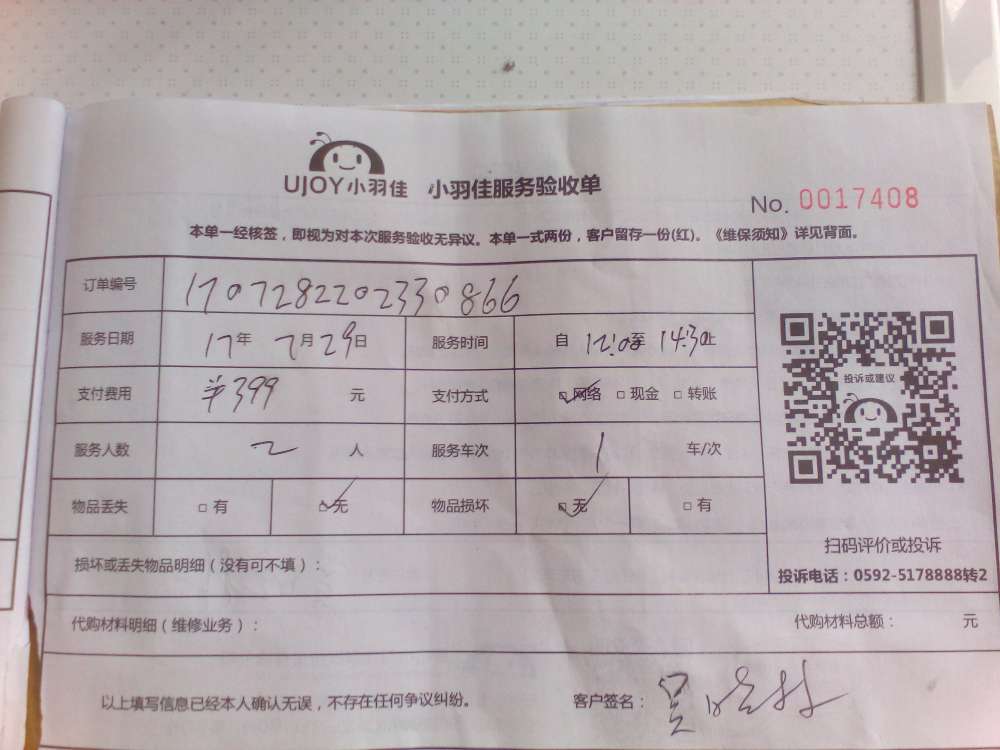 UJOY小羽佳 小羽佳服务验收单
No. 0017408
本单一经核签，即视为对本次服务验收无异议。本单一式两份，客户留存一份(红)。《维保须知》详见背面。
订单编号 170728220233 0866
服务日期 17年 7月29日 服务时间 自 12:0至 14:30止
支付费用 ¥399 元 支付方式 ☑网络 □现金 □转账
投诉或建议
服务人数 2 人 服务车次 1 车/次
物品丢失 □有 ☑无 物品损坏 ☑无 □有
扫码评价或投诉
损坏或丢失物品明细（没有可不填）：
投诉电话：0592-5178888转2
代购材料明细（维修业务）： 代购材料总额： 元
以上填写信息已经本人确认无误，不存在任何争议纠纷。 客户签名：